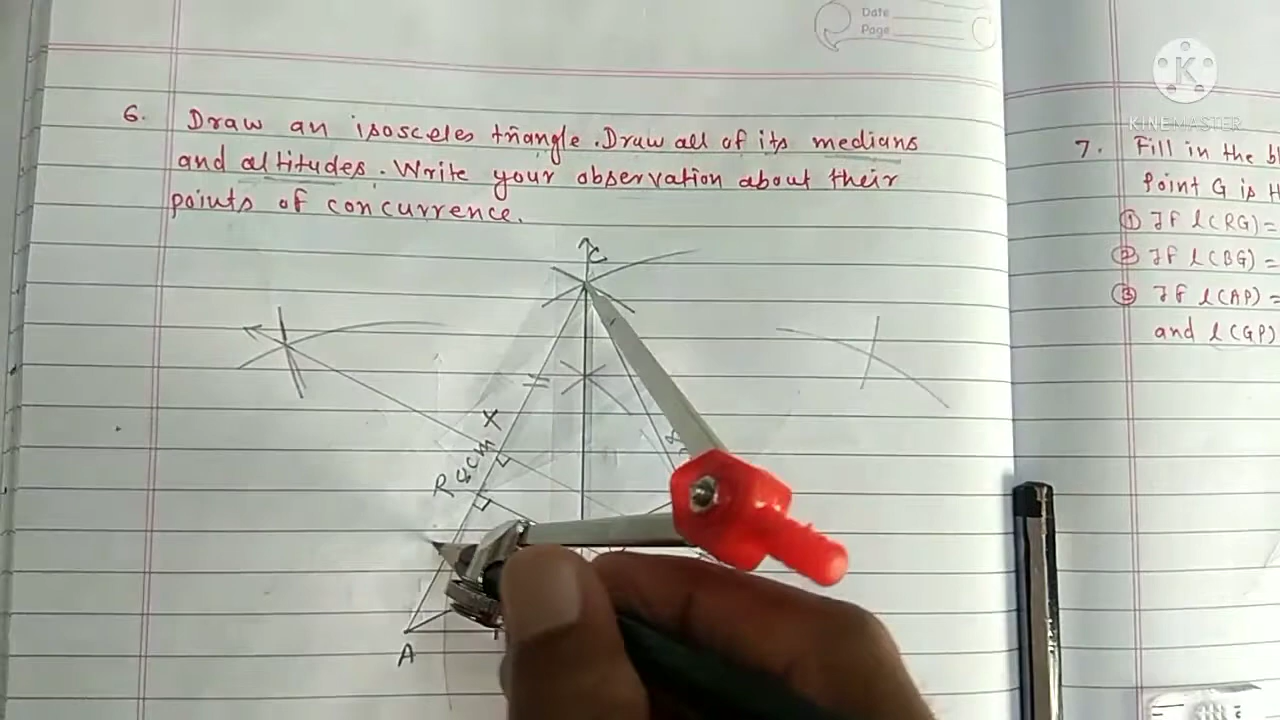 Date
Page
K
KINEMASTER
6. Draw an isosceles triangle. Draw all of its medians
and altitudes. Write your observation about their
points of concurrence.
C
X
R 8cm
A
7. Fill in the
Point G is
① If l(RG) =
② If l(BG) =
③ If l(AP) =
and l(GP)